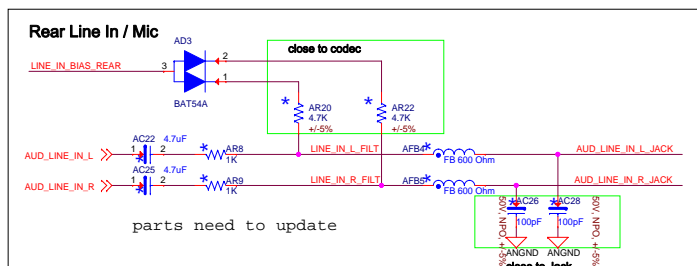 Rear Line In / Mic
AD3
close to codec
2
LINE_IN_BIAS_REAR
3
1
BAT54A
* AR20
4.7K
+/-5%
* AR22
4.7K
+/-5%
AC22 4.7uF
AUD_LINE_IN_L
1
2
* AR8
1K
LINE_IN_L_FILT
AFB4 *
FB 600 Ohm
AUD_LINE_IN_L_JACK
AC25 4.7uF
AUD_LINE_IN_R
1
2
* AR9
1K
LINE_IN_R_FILT
AFB5 *
FB 600 Ohm
AUD_LINE_IN_R_JACK
parts need to update
50V, NPO, +/-5%
* AC26
100pF
* AC28
100pF
50V, NPO, +/-5%
ANGND
ANGND
close to Jack